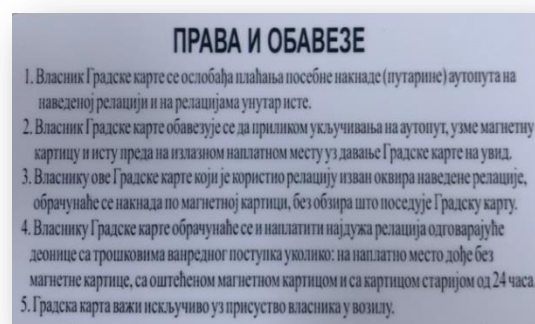 ПРАВА И ОБАВЕЗЕ
1. Власник Градске карте се ослобађа плаћања посебне накнаде (путарине) аутопута на
наведеној релацији и на релацијама унутар исте.
2. Власник Градске карте обавезује се да приликом укључивања на аутопут, узме магнетну
картицу и исту преда на излазном наплатном месту уз давање Градске карте на увид.
3. Власнику ове Градске карте који је користио релацију изван оквира наведене релације,
обрачунаће се накнада по магнетној картици, без обзира што поседује Градску карту.
4. Власнику Градске карте обрачунаће се и наплатити најдужа релација одговарајуће
деонице са трошковима ванредног поступка уколико: на наплатно место дође без
магнетне картице, са оштећеном магнетном картицом и са картицом старијом од 24 часа.
5. Градска карта важи искључиво уз присуство власника у возилу.